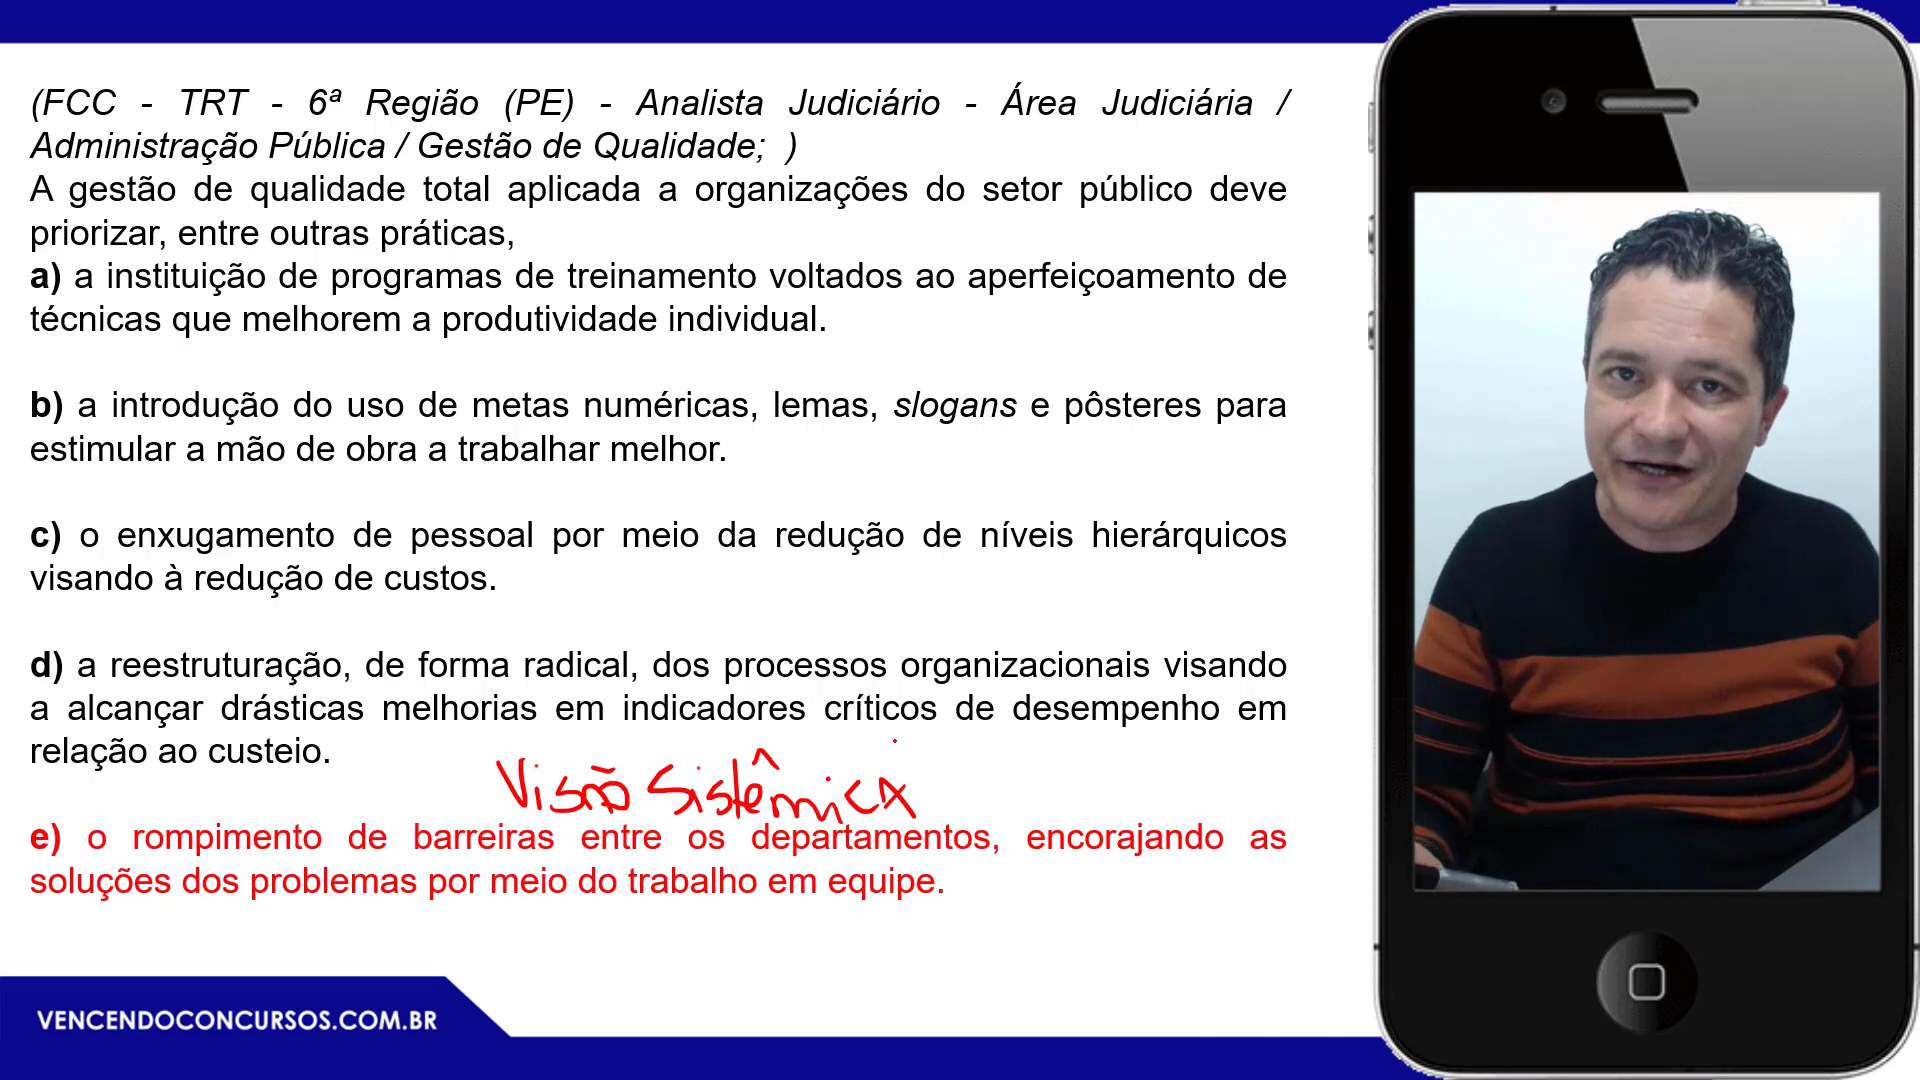 (FCC - TRT - 6ª Região (PE) - Analista Judiciário - Área Judiciária /
Administração Pública / Gestão de Qualidade; )
A gestão de qualidade total aplicada a organizações do setor público deve
priorizar, entre outras práticas,
a) a instituição de programas de treinamento voltados ao aperfeiçoamento de
técnicas que melhorem a produtividade individual.
b) a introdução do uso de metas numéricas, lemas, slogans e pôsteres para
estimular a mão de obra a trabalhar melhor.
c) o enxugamento de pessoal por meio da redução de níveis hierárquicos
visando à redução de custos.
d) a reestruturação, de forma radical, dos processos organizacionais visando
a alcançar drásticas melhorias em indicadores críticos de desempenho em
relação ao custeio.
Visão Sistêmica
e) o rompimento de barreiras entre os departamentos, encorajando as
soluções dos problemas por meio do trabalho em equipe.
VENCENDOCONCURSOS.COM.BR